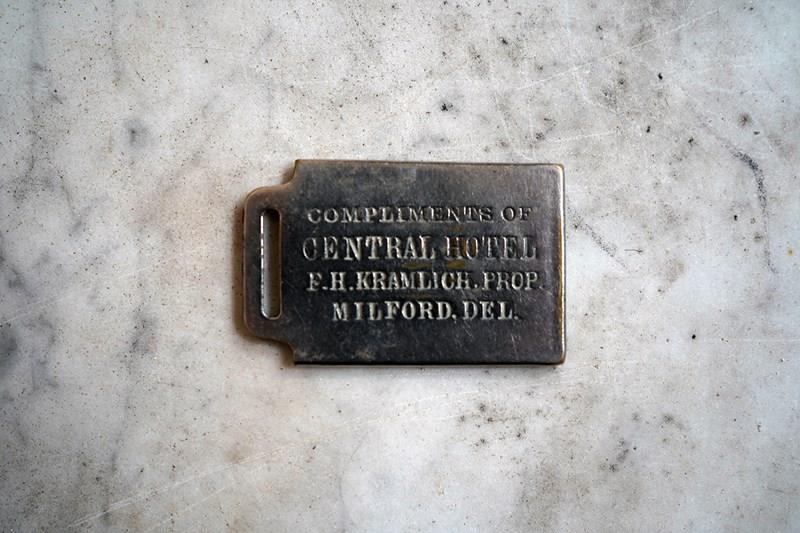 COMPLIMENTS OF
CENTRAL HOTEL
F.H. KRAMLICH. PROP.
MILFORD, DEL.